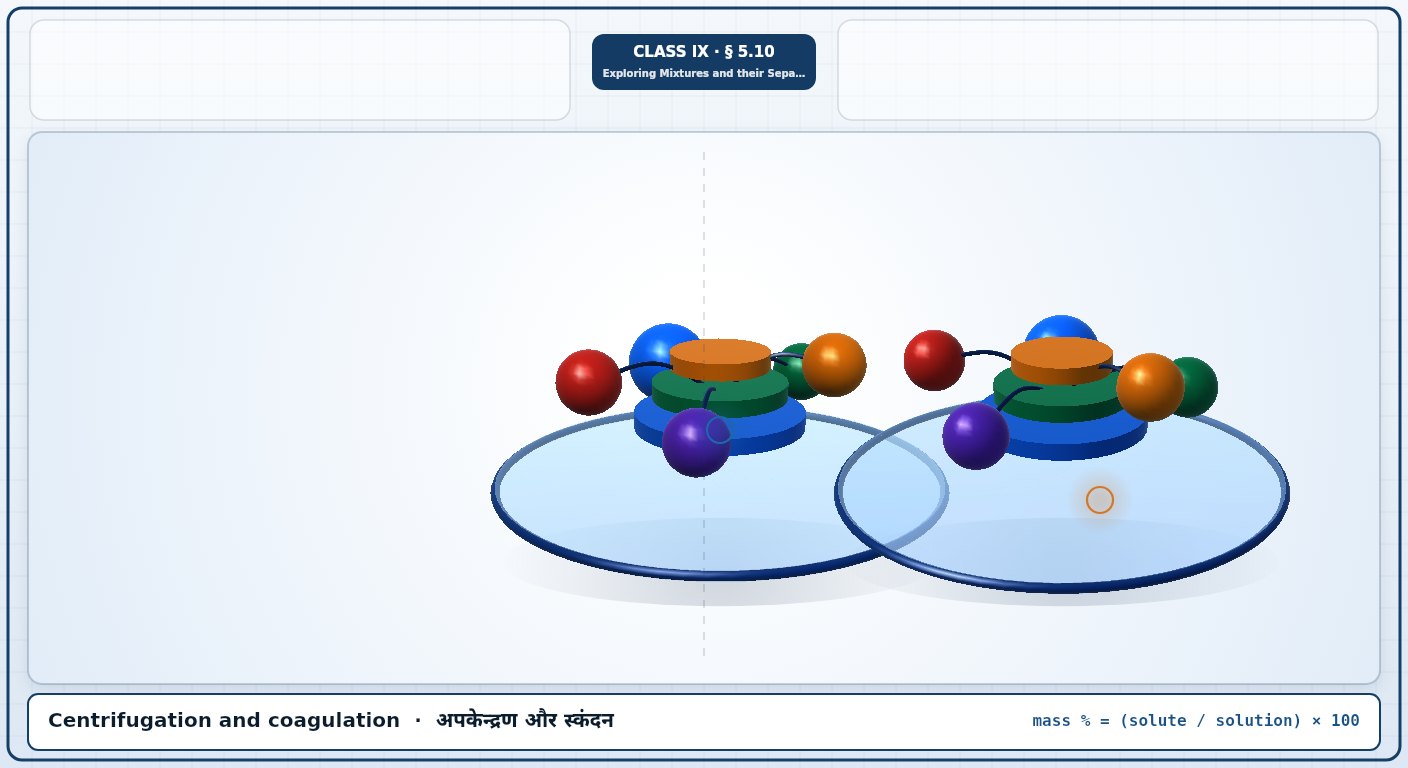 CLASS IX · § 5.10
Exploring Mixtures and their Sepa…
Centrifugation and coagulation · अपकेन्द्रण और स्कंदन
mass % = (solute / solution) × 100